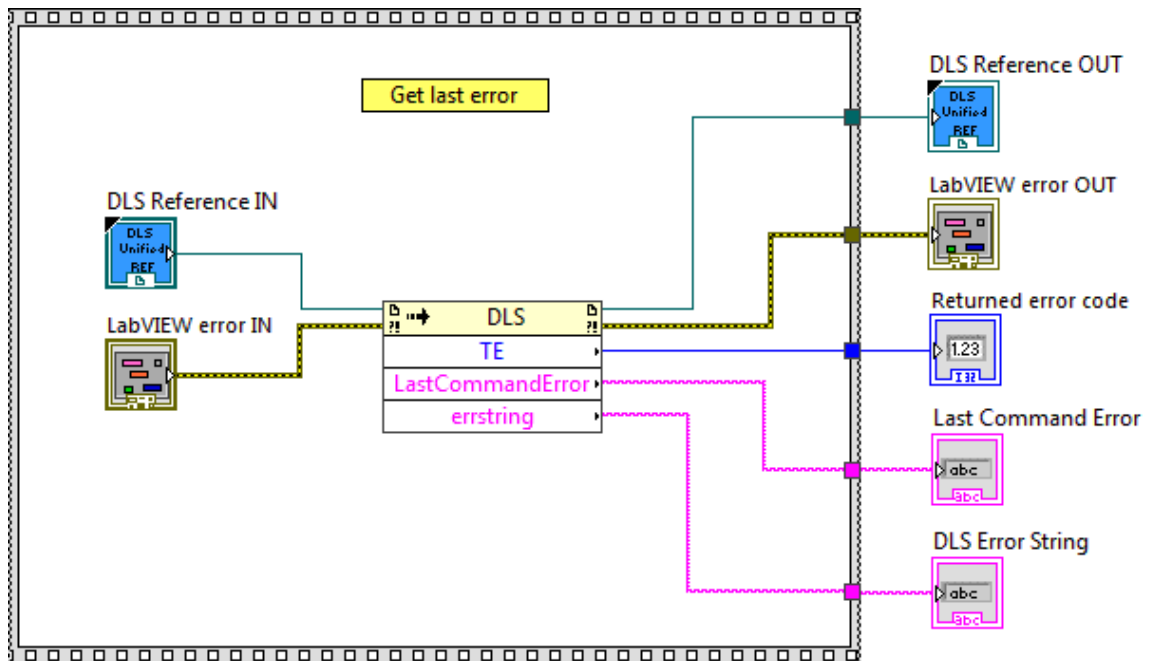 DLS Reference OUT
DLS
Unified
REF
Get last error
LabVIEW error OUT
DLS Reference IN
DLS
Unified
REF
Returned error code
1.23
I32
LabVIEW error IN
?!
DLS
?!
TE
LastCommandError
errstring
Last Command Error
abc
abc
DLS Error String
abc
abc